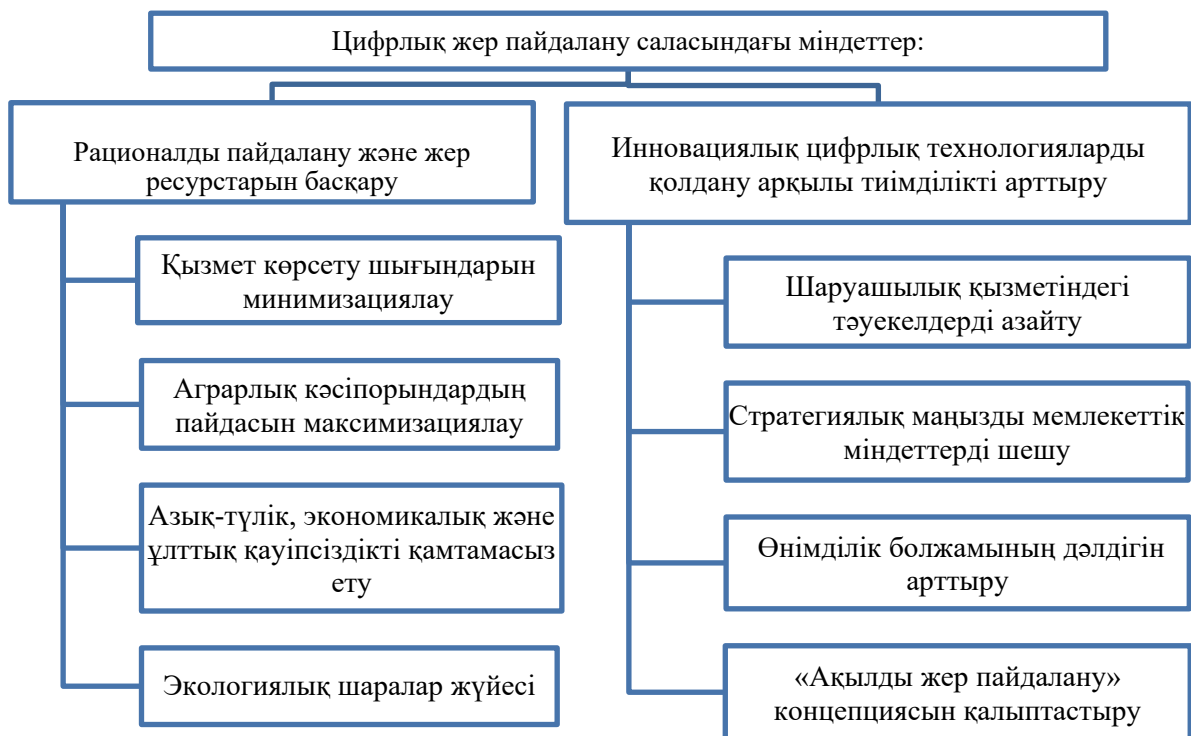 Цифрлық жер пайдалану саласындағы міндеттер:
Рационалды пайдалану және жер
ресурстарын басқару
Қызмет көрсету шығындарын
минимизациялау
Аграрлық кәсіпорындардың
пайдасын максимизациялау
Азық-түлік, экономикалық және
ұлттық қауіпсіздікті қамтамасыз
ету
Экологиялық шаралар жүйесі
Инновациялық цифрлық технологияларды
қолдану арқылы тиімділікті арттыру
Шаруашылық қызметіндегі
тәуекелдерді азайту
Стратегиялық маңызды мемлекеттік
міндеттерді шешу
Өнімділік болжамының дәлдігін
арттыру
«Ақылды жер пайдалану»
концепциясын қалыптастыру